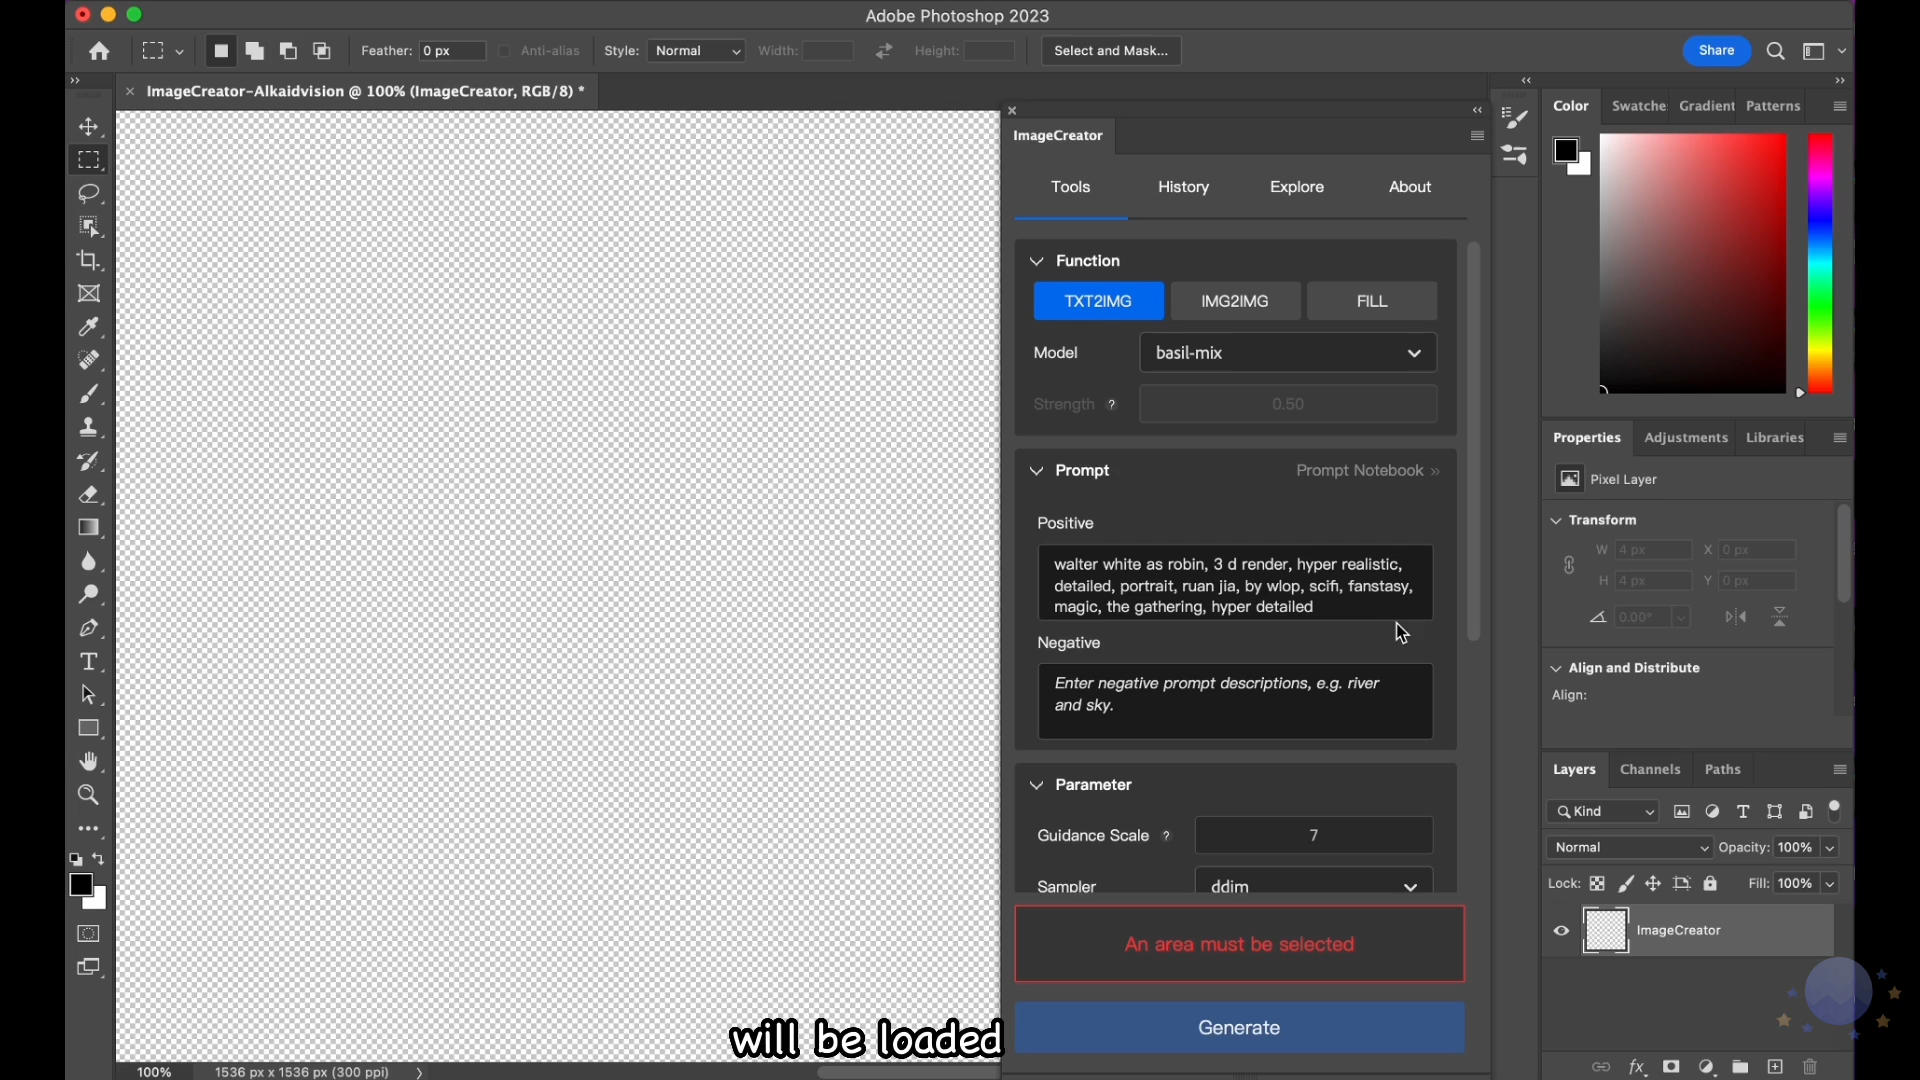 Adobe Photoshop 2023
Feather: 0 px Anti-alias Style: Normal Width: Height: Select and Mask... Share
ImageCreator-Alkaidvision @ 100% (ImageCreator, RGB/8) *
ImageCreator
Tools History Explore About
Function
TXT2IMG IMG2IMG FILL
Model basil-mix
Strength ? 0.50
Prompt Prompt Notebook »
Positive
walter white as robin, 3 d render, hyper realistic,
detailed, portrait, ruan jia, by wlop, scifi, fanstasy,
magic, the gathering, hyper detailed
Negative
Enter negative prompt descriptions, e.g. river
and sky.
Parameter
Guidance Scale ? 7
Sampler ddim
An area must be selected
Generate
will be loaded
100% 1536 px x 1536 px (300 ppi)
Color Swatche: Gradient Patterns
Properties Adjustments Libraries
Pixel Layer
Transform
W 4 px X 0 px
H 4 px Y 0 px
0.00°
Align and Distribute
Align:
Layers Channels Paths
Kind
Normal Opacity: 100%
Lock: Fill: 100%
ImageCreator
fx